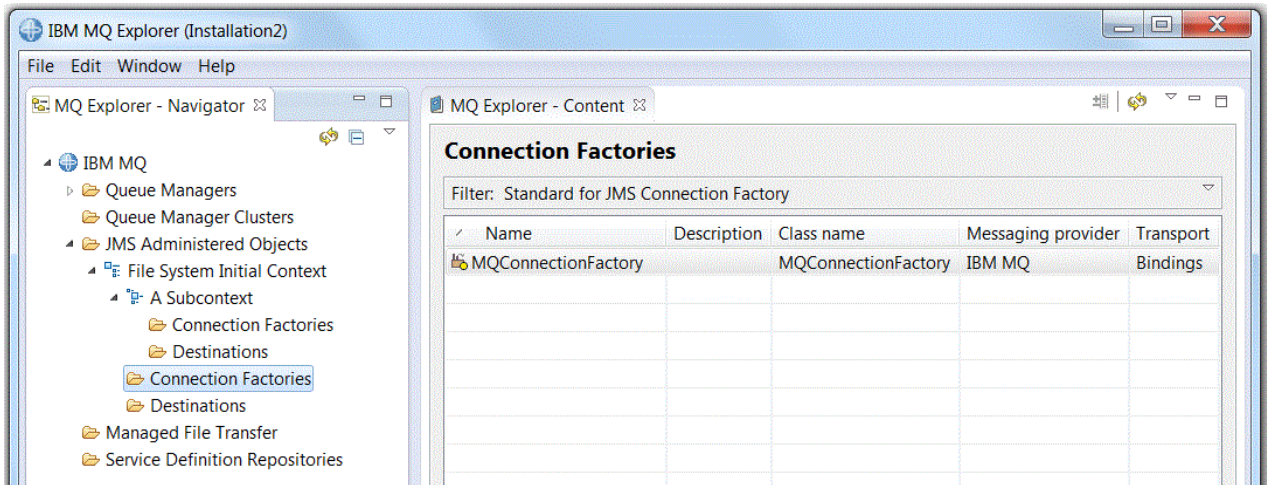 IBM MQ Explorer (Installation2)
File Edit Window Help
MQ Explorer - Navigator
IBM MQ
Queue Managers
Queue Manager Clusters
JMS Administered Objects
File System Initial Context
A Subcontext
Connection Factories
Destinations
Connection Factories
Destinations
Managed File Transfer
Service Definition Repositories
MQ Explorer - Content
Connection Factories
Filter: Standard for JMS Connection Factory
Name Description Class name Messaging provider Transport
MQConnectionFactory MQConnectionFactory IBM MQ Bindings